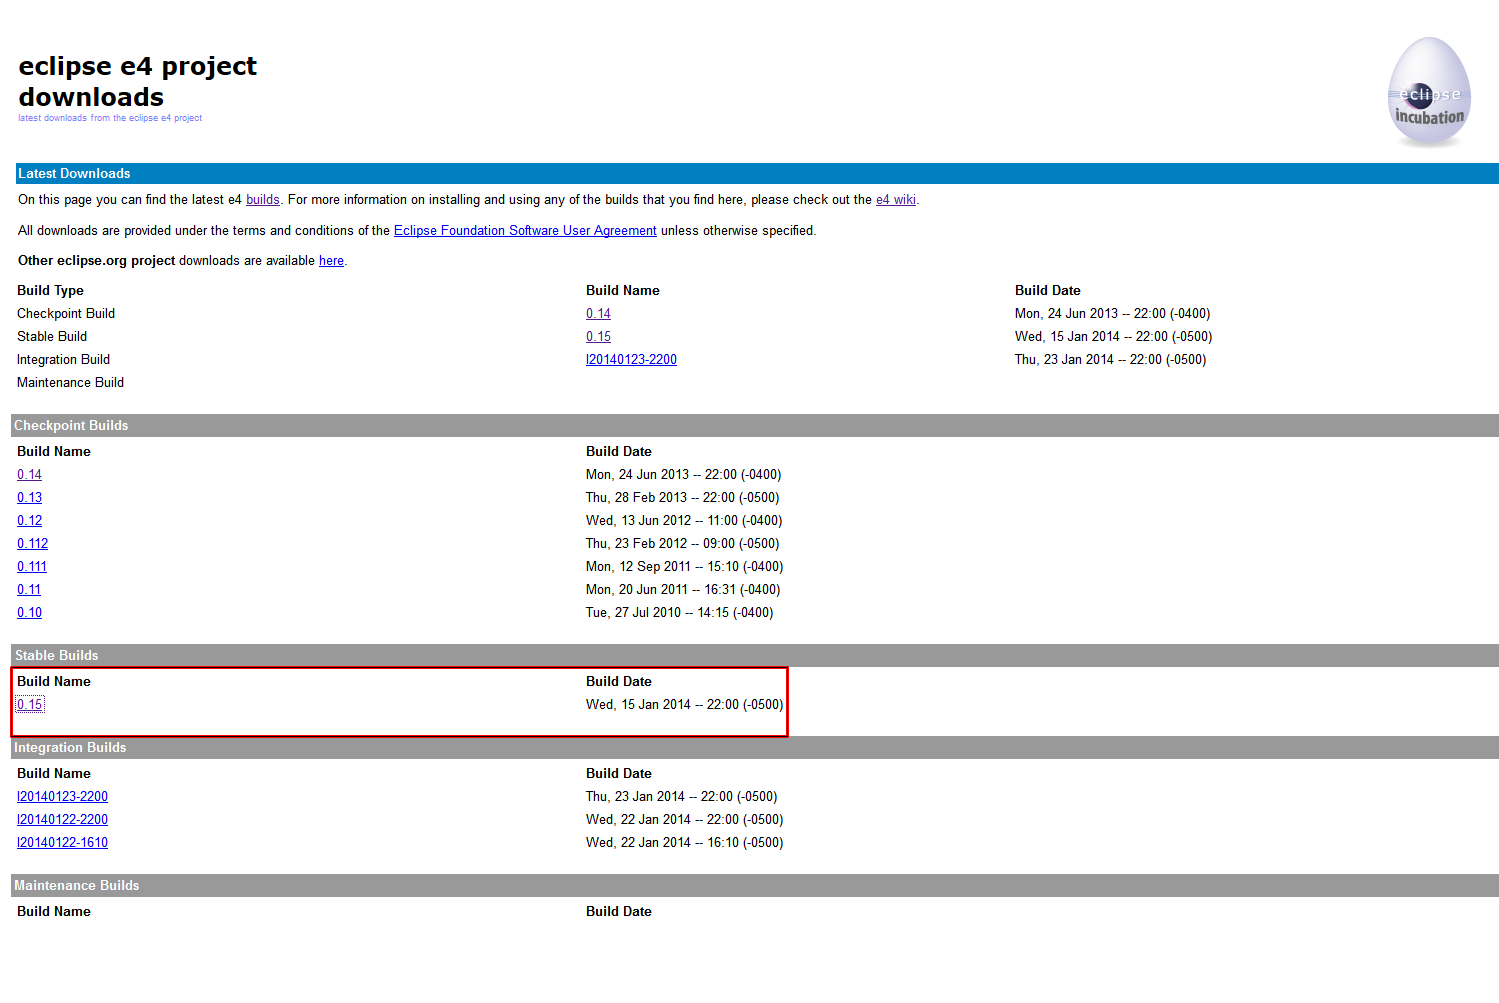 eclipse e4 project
downloads
latest downloads from the eclipse e4 project
eclipse
incubation
Latest Downloads
On this page you can find the latest e4 builds. For more information on installing and using any of the builds that you find here, please check out the e4 wiki.
All downloads are provided under the terms and conditions of the Eclipse Foundation Software User Agreement unless otherwise specified.
Other eclipse.org project downloads are available here.
Build Type Build Name Build Date
Checkpoint Build 0.14 Mon, 24 Jun 2013 -- 22:00 (-0400)
Stable Build 0.15 Wed, 15 Jan 2014 -- 22:00 (-0500)
Integration Build I20140123-2200 Thu, 23 Jan 2014 -- 22:00 (-0500)
Maintenance Build
Checkpoint Builds
Build Name Build Date
0.14 Mon, 24 Jun 2013 -- 22:00 (-0400)
0.13 Thu, 28 Feb 2013 -- 22:00 (-0500)
0.12 Wed, 13 Jun 2012 -- 11:00 (-0400)
0.112 Thu, 23 Feb 2012 -- 09:00 (-0500)
0.111 Mon, 12 Sep 2011 -- 15:10 (-0400)
0.11 Mon, 20 Jun 2011 -- 16:31 (-0400)
0.10 Tue, 27 Jul 2010 -- 14:15 (-0400)
Stable Builds
Build Name Build Date
0.15 Wed, 15 Jan 2014 -- 22:00 (-0500)
Integration Builds
Build Name Build Date
I20140123-2200 Thu, 23 Jan 2014 -- 22:00 (-0500)
I20140122-2200 Wed, 22 Jan 2014 -- 22:00 (-0500)
I20140122-1610 Wed, 22 Jan 2014 -- 16:10 (-0500)
Maintenance Builds
Build Name Build Date